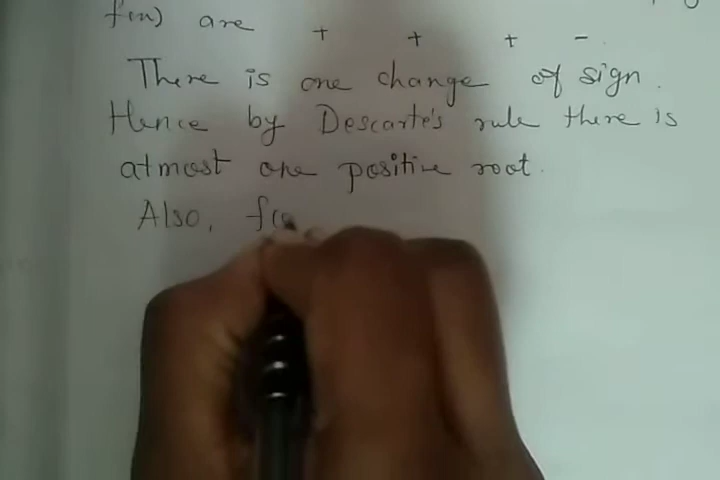 f(x) are + + + -
There is one change of sign.
Hence by Descarte's rule there is
atmost one positive root.
Also, f(